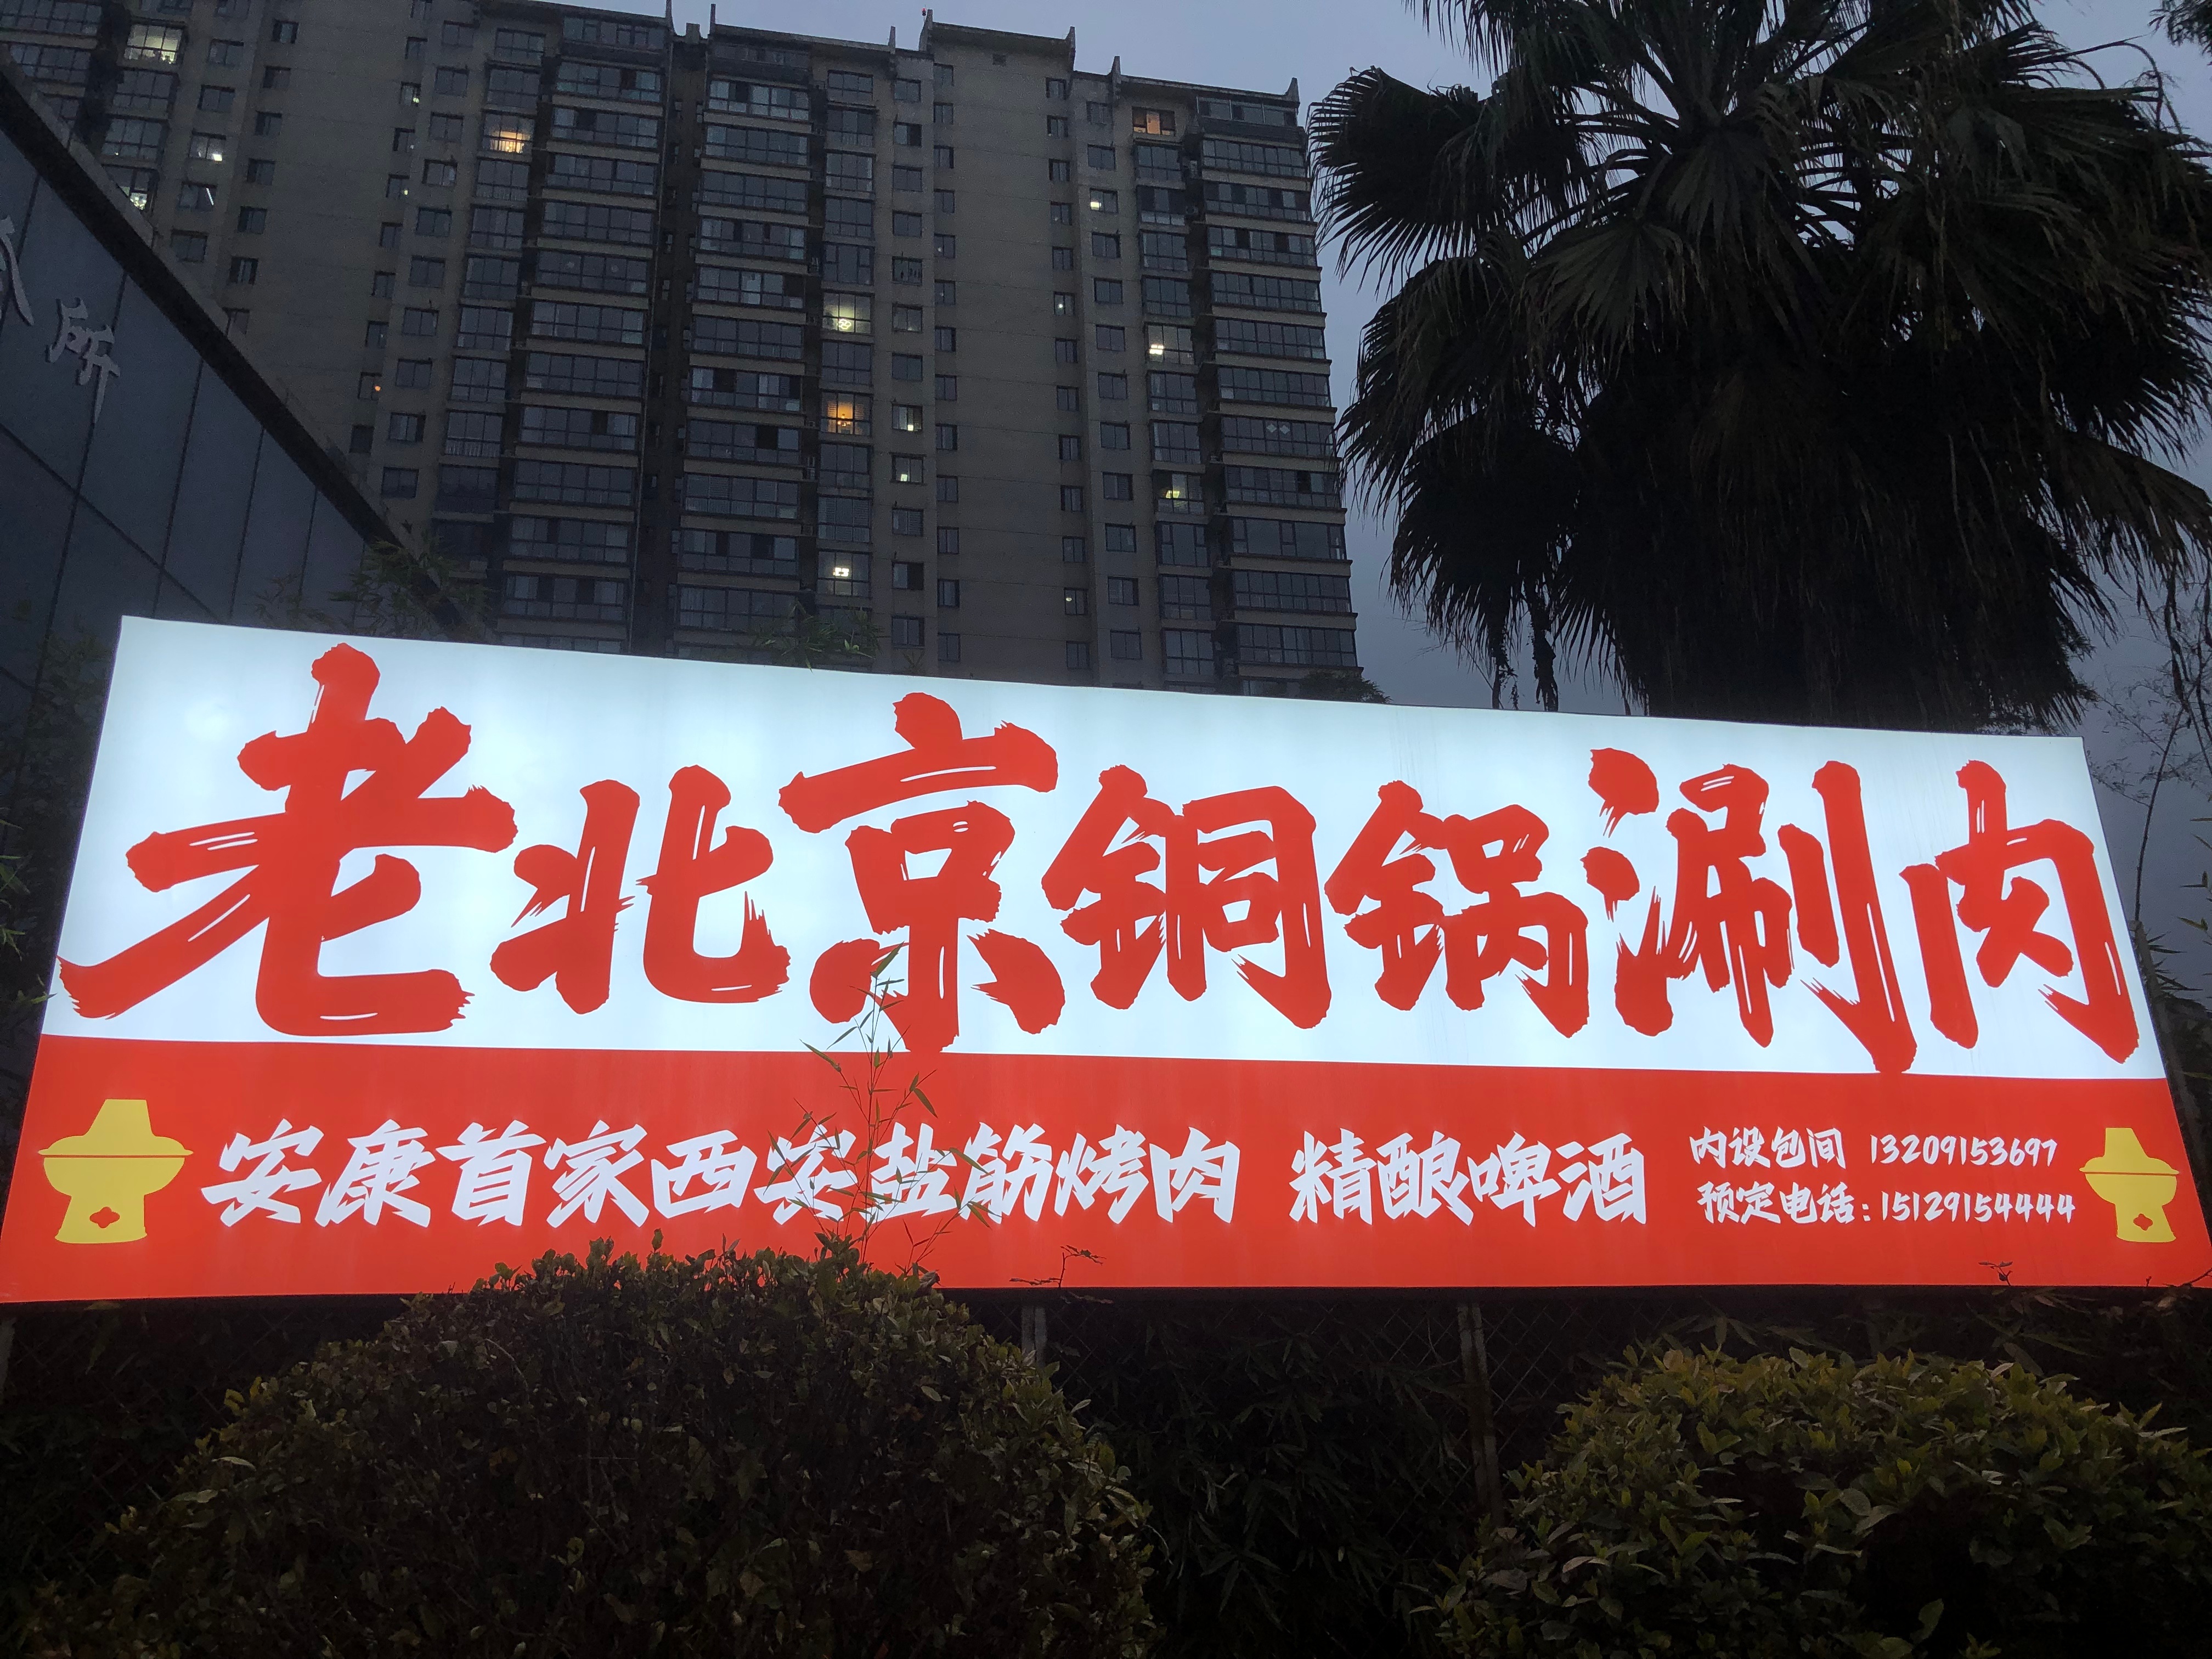 所
老北京铜锅涮肉
安康首家西安盐筋烤肉 精酿啤酒
内设包间 13209153697
预定电话:15129154444